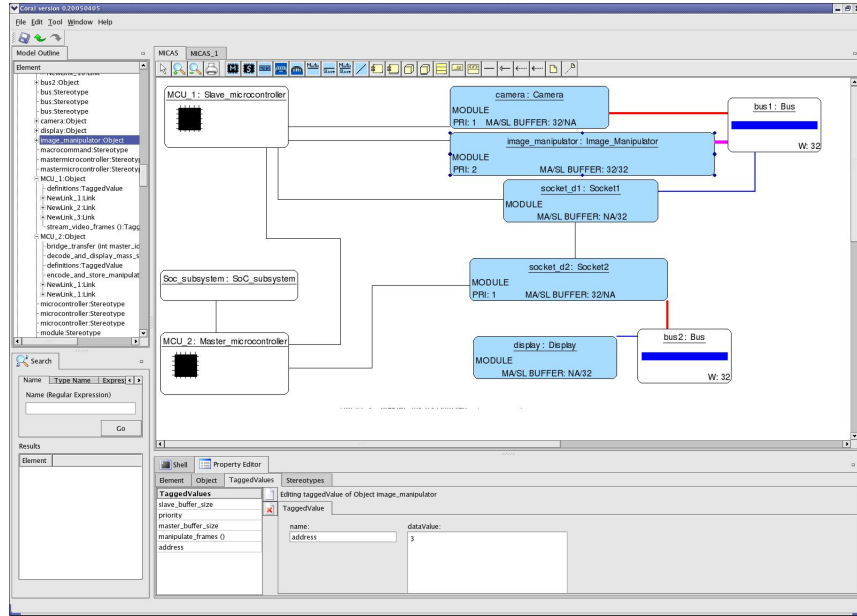 Coral version 0.20050405
File Edit Tool Window Help
Model Outline
Element
NewLink_10:Link
bus2:Object
bus:Stereotype
bus:Stereotype
bus:Stereotype
camera:Object
display:Object
image_manipulator:Object
macrocommand:Stereotype
mastermicrocontroller:Stereoty
mastermicrocontroller:Stereoty
MCU_1:Object
definitions:TaggedValue
NewLink_1:Link
NewLink_2:Link
NewLink_3:Link
stream_video_frames ():Tagg
MCU_2:Object
bridge_transfer (int master_ic
decode_and_display_mass_s
definitions:TaggedValue
encode_and_store_manipulat
NewLink_1:Link
NewLink_1:Link
microcontroller:Stereotype
microcontroller:Stereotype
microcontroller:Stereotype
module:Stereotype
Search
Name Type Name Expres
Name (Regular Expression)
Go
Results
Element
MICAS MICAS_1
MCU_1 : Slave_microcontroller
camera : Camera
MODULE
PRI: 1 MA/SL BUFFER: 32/NA
bus1 : Bus
W: 32
image_manipulator : Image_Manipulator
MODULE
PRI: 2 MA/SL BUFFER: 32/32
socket_d1 : Socket1
MODULE
MA/SL BUFFER: NA/32
Soc_subsystem : SoC_subsystem
socket_d2: Socket2
MODULE
PRI: 1 MA/SL BUFFER: 32/NA
MCU_2: Master_microcontroller
display : Display
MODULE
MA/SL BUFFER: NA/32
bus2 : Bus
W: 32
Shell Property Editor
Element Object TaggedValues Stereotypes
TaggedValues
slave_buffer_size
priority
master_buffer_size
manipulate_frames ()
address
Editing taggedValue of Object image_manipulator
TaggedValue
name: dataValue:
address 3